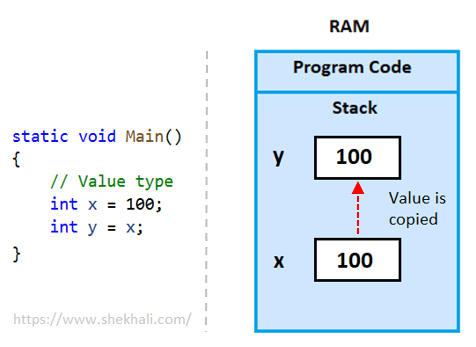 static void Main()
{
// Value type
int x = 100;
int y = x;
}
https://www.shekhali.com/
RAM
Program Code
Stack
y
100
Value is
copied
x
100